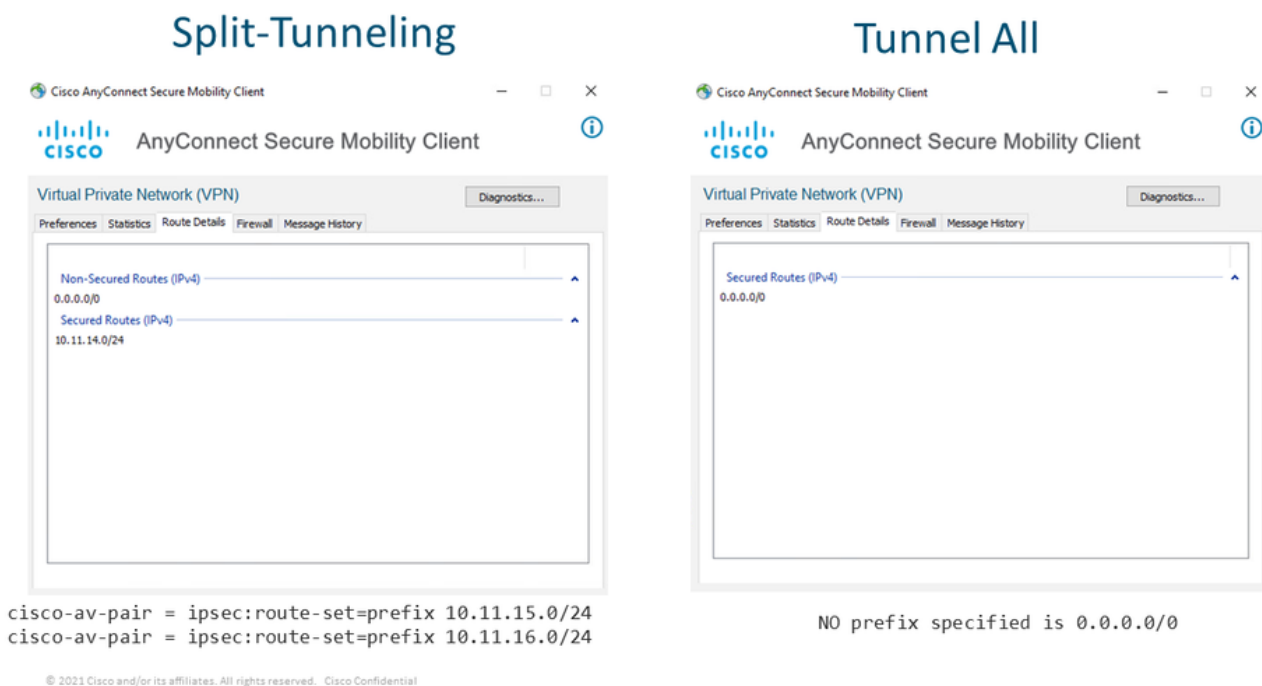 Split-Tunneling
Cisco AnyConnect Secure Mobility Client
CISCO
AnyConnect Secure Mobility Client
Virtual Private Network (VPN)
Diagnostics...
Preferences Statistics Route Details Firewall Message History
Non-Secured Routes (IPv4)
0.0.0.0/0
Secured Routes (IPv4)
10.11.14.0/24
cisco-av-pair = ipsec:route-set=prefix 10.11.15.0/24
cisco-av-pair = ipsec:route-set=prefix 10.11.16.0/24
Tunnel All
Cisco AnyConnect Secure Mobility Client
CISCO
AnyConnect Secure Mobility Client
Virtual Private Network (VPN)
Diagnostics...
Preferences Statistics Route Details Firewall Message History
Secured Routes (IPv4)
0.0.0.0/0
NO prefix specified is 0.0.0.0/0
© 2021 Cisco and/or its affiliates. All rights reserved. Cisco Confidential